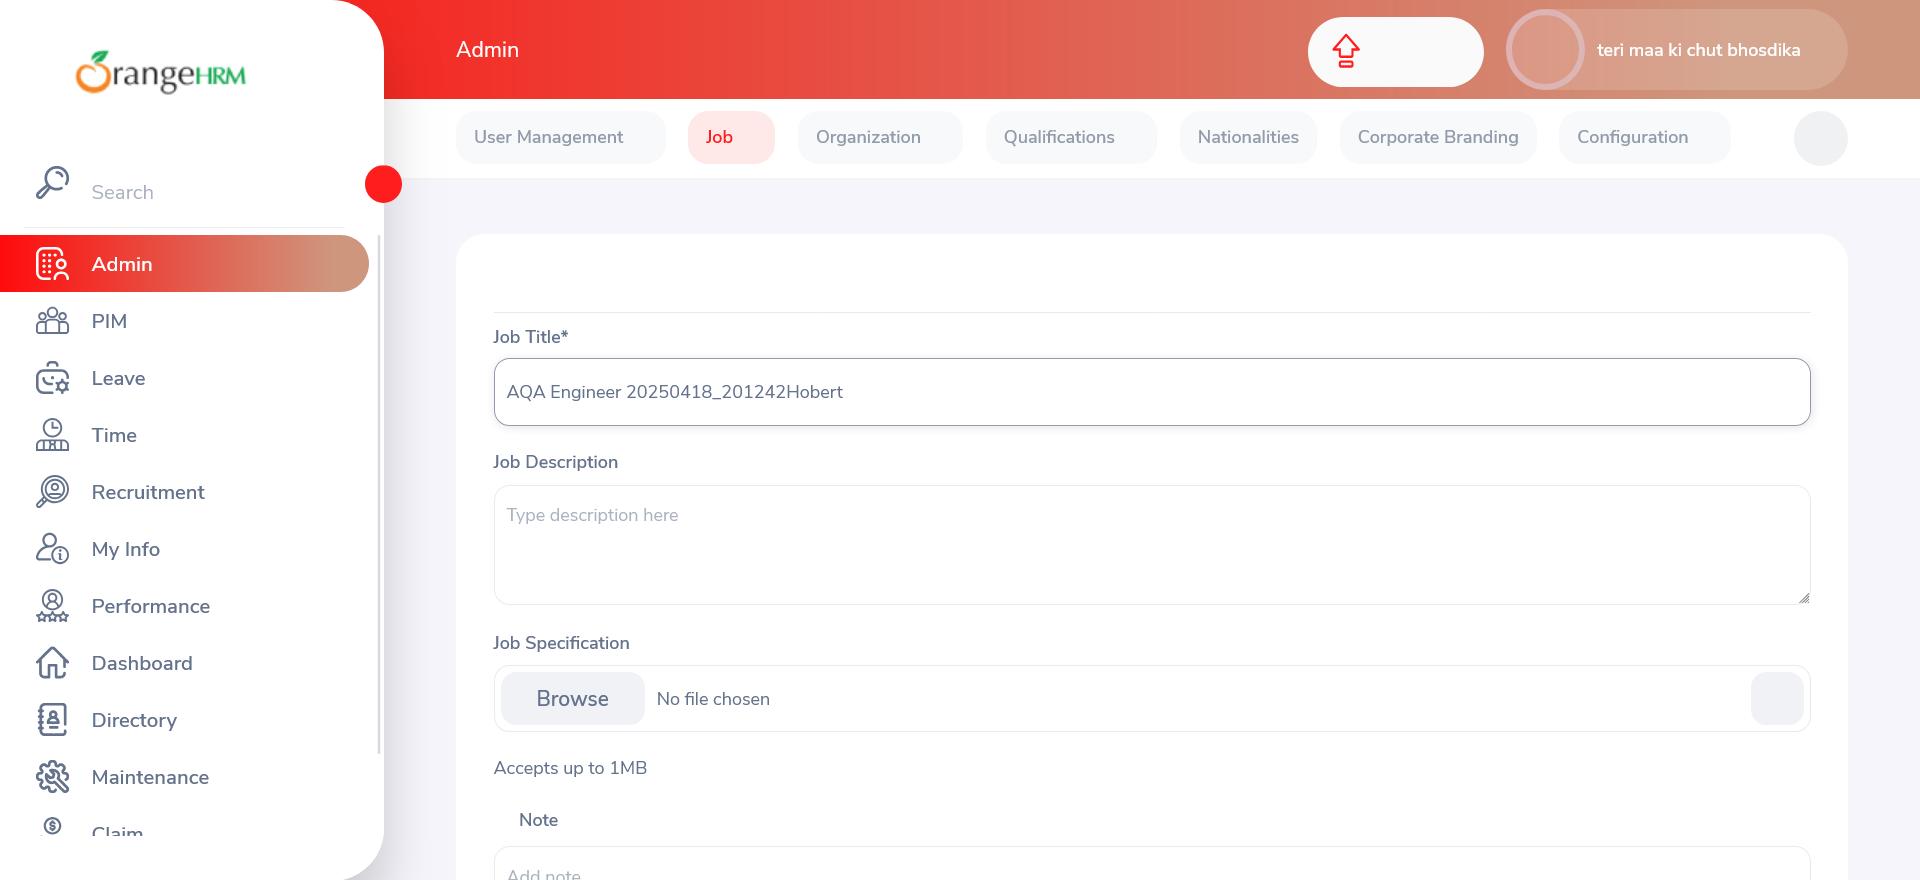 OrangeHRM
Search
Admin
PIM
Leave
Time
Recruitment
My Info
Performance
Dashboard
Directory
Maintenance
Claim
Admin
teri maa ki chut bhosdika
User Management
Job
Organization
Qualifications
Nationalities
Corporate Branding
Configuration
Job Title*
AQA Engineer 20250418_201242Hobert
Job Description
Type description here
Job Specification
Browse
No file chosen
Accepts up to 1MB
Note
Add note